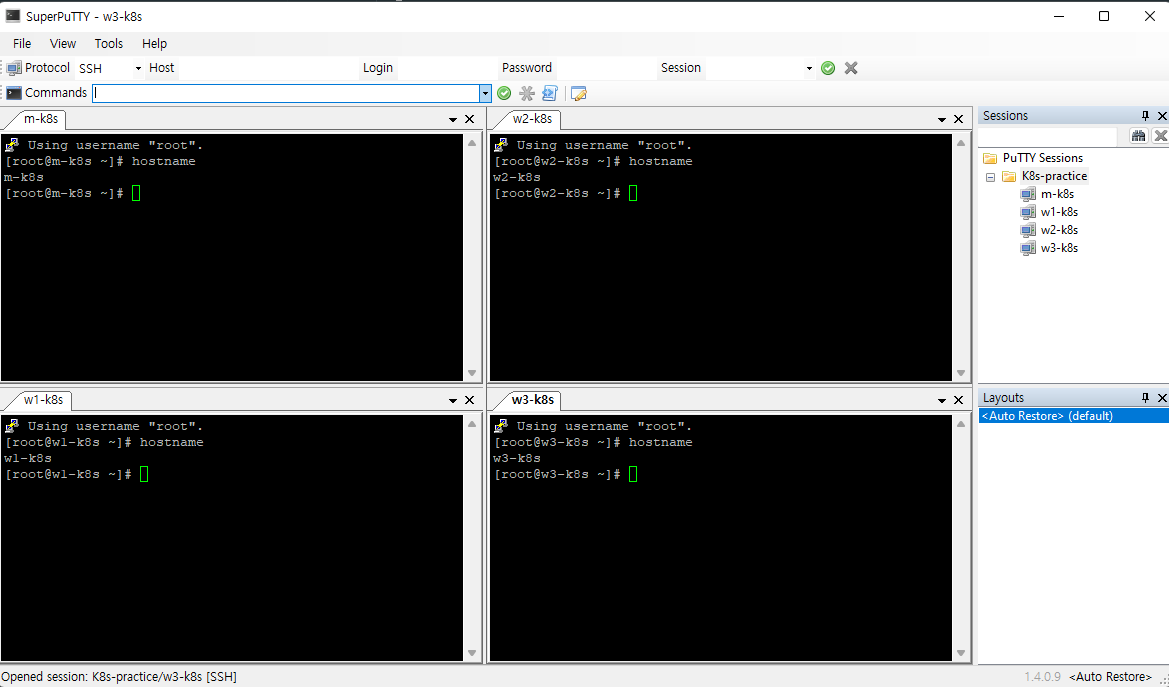 SuperPuTTY - w3-k8s
File View Tools Help
Protocol SSH Host Login Password Session
Commands
m-k8s
Using username "root".
[root@m-k8s ~]# hostname
m-k8s
[root@m-k8s ~]#
w2-k8s
Using username "root".
[root@w2-k8s ~]# hostname
w2-k8s
[root@w2-k8s ~]#
w1-k8s
Using username "root".
[root@w1-k8s ~]# hostname
w1-k8s
[root@w1-k8s ~]#
w3-k8s
Using username "root".
[root@w3-k8s ~]# hostname
w3-k8s
[root@w3-k8s ~]#
Sessions
PuTTY Sessions
K8s-practice
m-k8s
w1-k8s
w2-k8s
w3-k8s
Layouts
<Auto Restore> (default)
Opened session: K8s-practice/w3-k8s [SSH]
1.4.0.9 <Auto Restore>